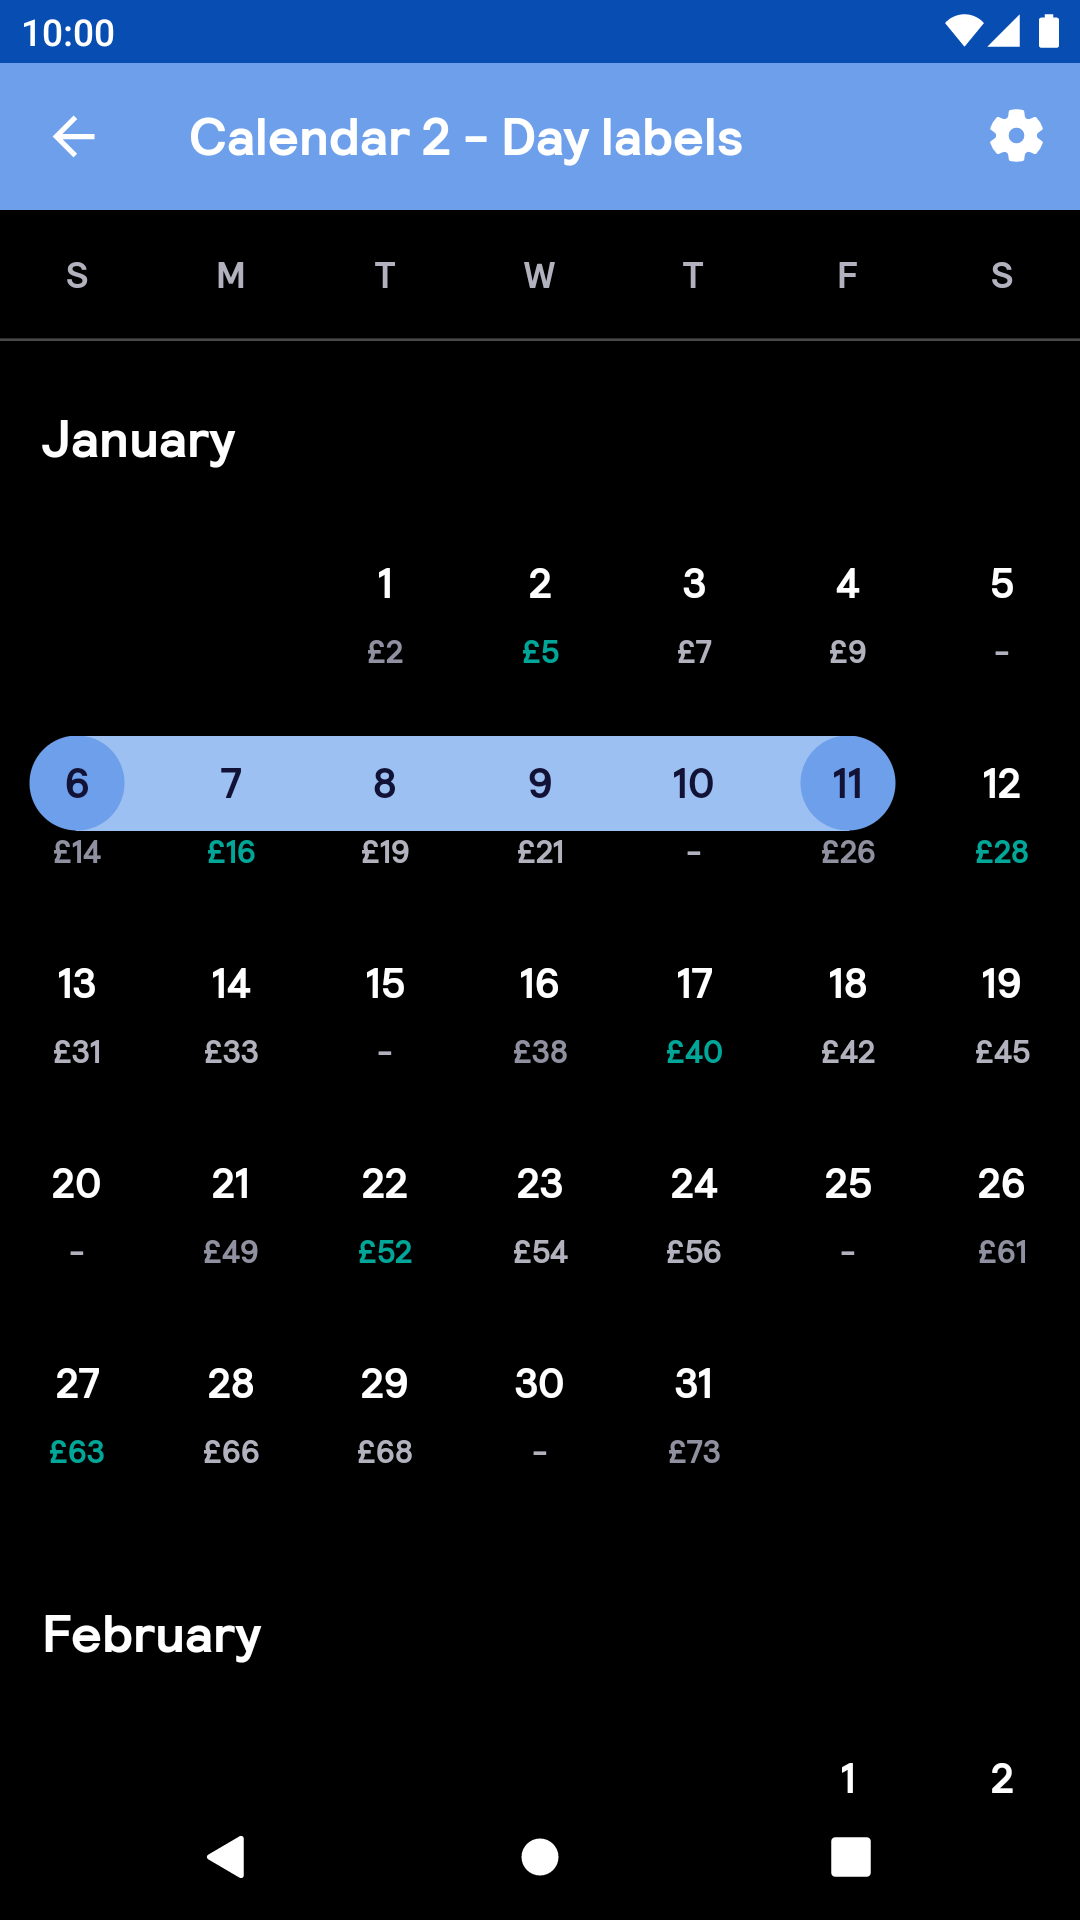 10:00
Calendar 2 - Day labels
S M T W T F S
January
1 2 3 4 5
£2 £5 £7 £9 -
6 7 8 9 10 11 12
£14 £16 £19 £21 - £26 £28
13 14 15 16 17 18 19
£31 £33 - £38 £40 £42 £45
20 21 22 23 24 25 26
- £49 £52 £54 £56 - £61
27 28 29 30 31
£63 £66 £68 - £73
February
1 2